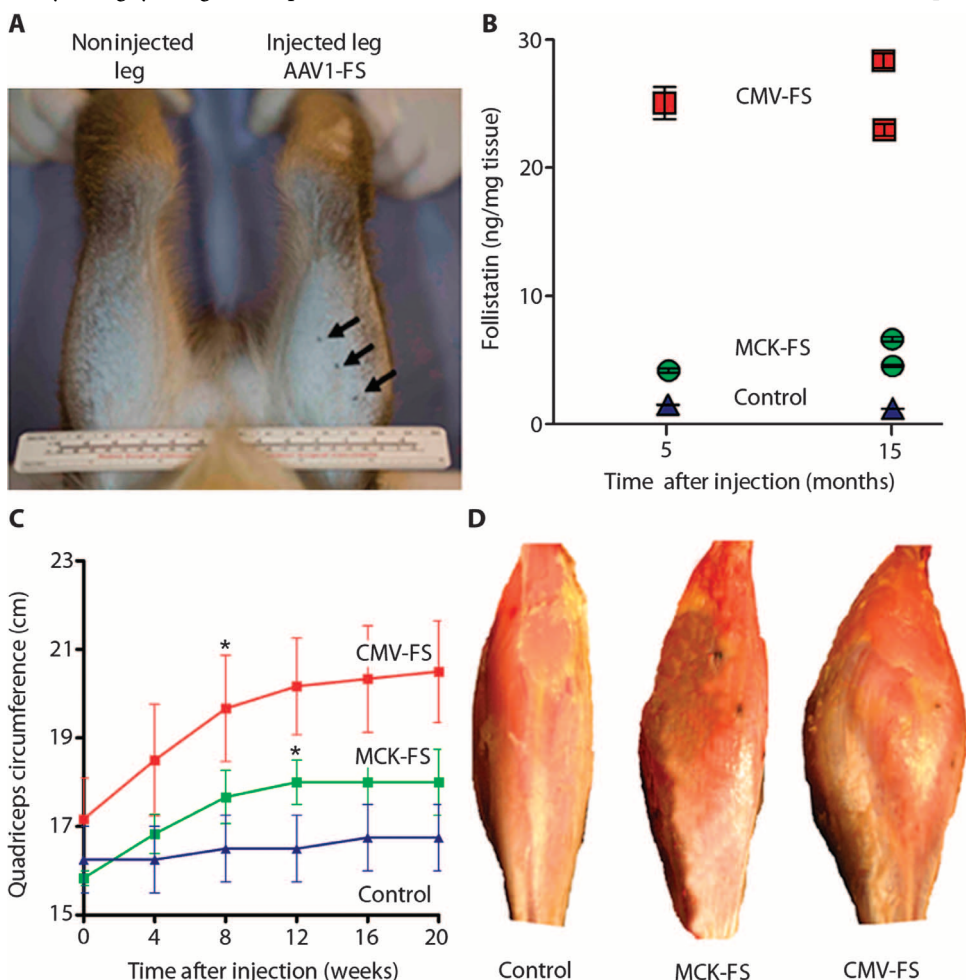 A
Noninjected
leg
Injected leg
AAV1-FS
B
Follistatin (ng/mg tissue)
30
20
10
0
CMV-FS
MCK-FS
Control
5
15
Time after injection (months)
C
Quadriceps circumference (cm)
23
21
19
17
15
*
CMV-FS
*
MCK-FS
Control
0
4
8
12
16
20
Time after injection (weeks)
D
Control
MCK-FS
CMV-FS